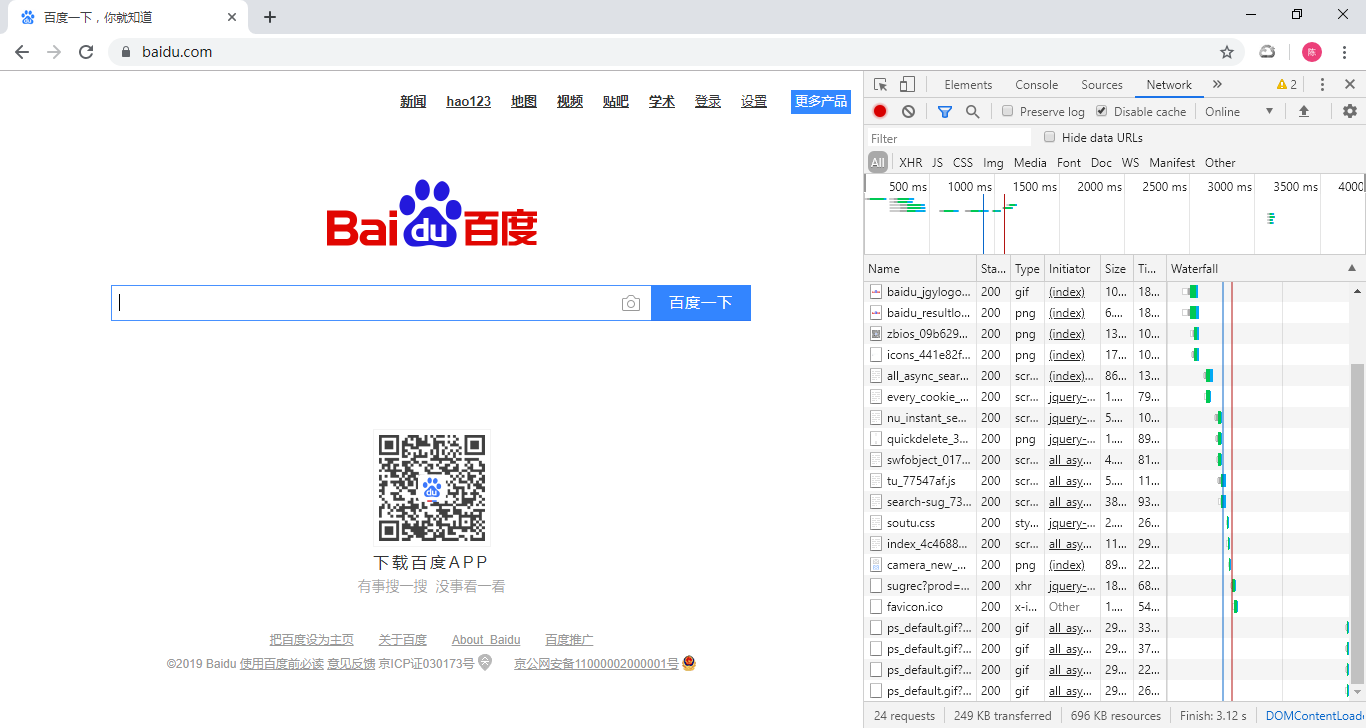 百度一下，你就知道
baidu.com
陈
新闻 hao123 地图 视频 贴吧 学术 登录 设置 更多产品
Bai du 百度
百度一下
du
下载百度APP
有事搜一搜 没事看一看
把百度设为主页 关于百度 About Baidu 百度推广
©2019 Baidu 使用百度前必读 意见反馈 京ICP证030173号 京公网安备11000002000001号
Elements Console Sources Network 2
Preserve log Disable cache Online
Filter Hide data URLs
All XHR JS CSS Img Media Font Doc WS Manifest Other
500 ms 1000 ms 1500 ms 2000 ms 2500 ms 3000 ms 3500 ms 4000
Name Sta... Type Initiator Size Ti... Waterfall
baidu_jgylogo... 200 gif (index) 10... 18...
baidu_resultlo... 200 png (index) 6.... 18...
zbios_09b629... 200 png (index) 13... 10...
icons_441e82f... 200 png (index) 17... 10...
all_async_sear... 200 scr... (index)... 86... 13...
every_cookie_... 200 scr... jquery-... 1.... 79...
nu_instant_se... 200 scr... jquery-... 5.... 10...
quickdelete_3... 200 png jquery-... 1.... 89...
swfobject_017... 200 scr... all_asy... 4.... 81...
tu_77547af.js 200 scr... all_asy... 5.... 11...
search-sug_73... 200 scr... all_asy... 38... 93...
soutu.css 200 sty... jquery-... 2.... 26...
index_4c4688... 200 scr... all_asy... 11... 29...
camera_new_... 200 png (index) 89... 22...
sugrec?prod=... 200 xhr jquery-... 18... 68...
favicon.ico 200 x-i... Other 1.... 54...
ps_default.gif?... 200 gif all_asy... 29... 33...
ps_default.gif?... 200 gif all_asy... 29... 37...
ps_default.gif?... 200 gif all_asy... 29... 22...
ps_default.gif?... 200 gif all_asy... 29... 26...
24 requests 249 KB transferred 696 KB resources Finish: 3.12 s DOMContentLoade